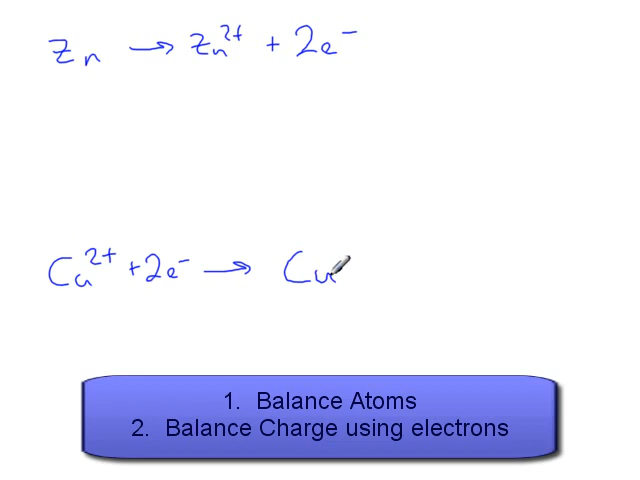 Zn → Zn²⁺ + 2e⁻
Cu²⁺ + 2e⁻ → Cu
1. Balance Atoms
2. Balance Charge using electrons